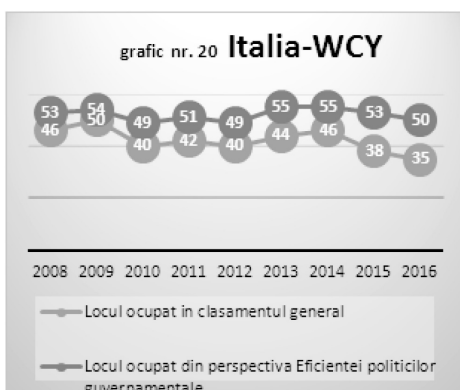 grafic nr. 20 Italia-WCY
53 54 49 51 49 55 55 53 50
46 50 40 42 40 44 46 38 35
2008 2009 2010 2011 2012 2013 2014 2015 2016
Locul ocupat in clasamentul general
Locul ocupat din perspectiva Eficientei politicilor
guvernamentale